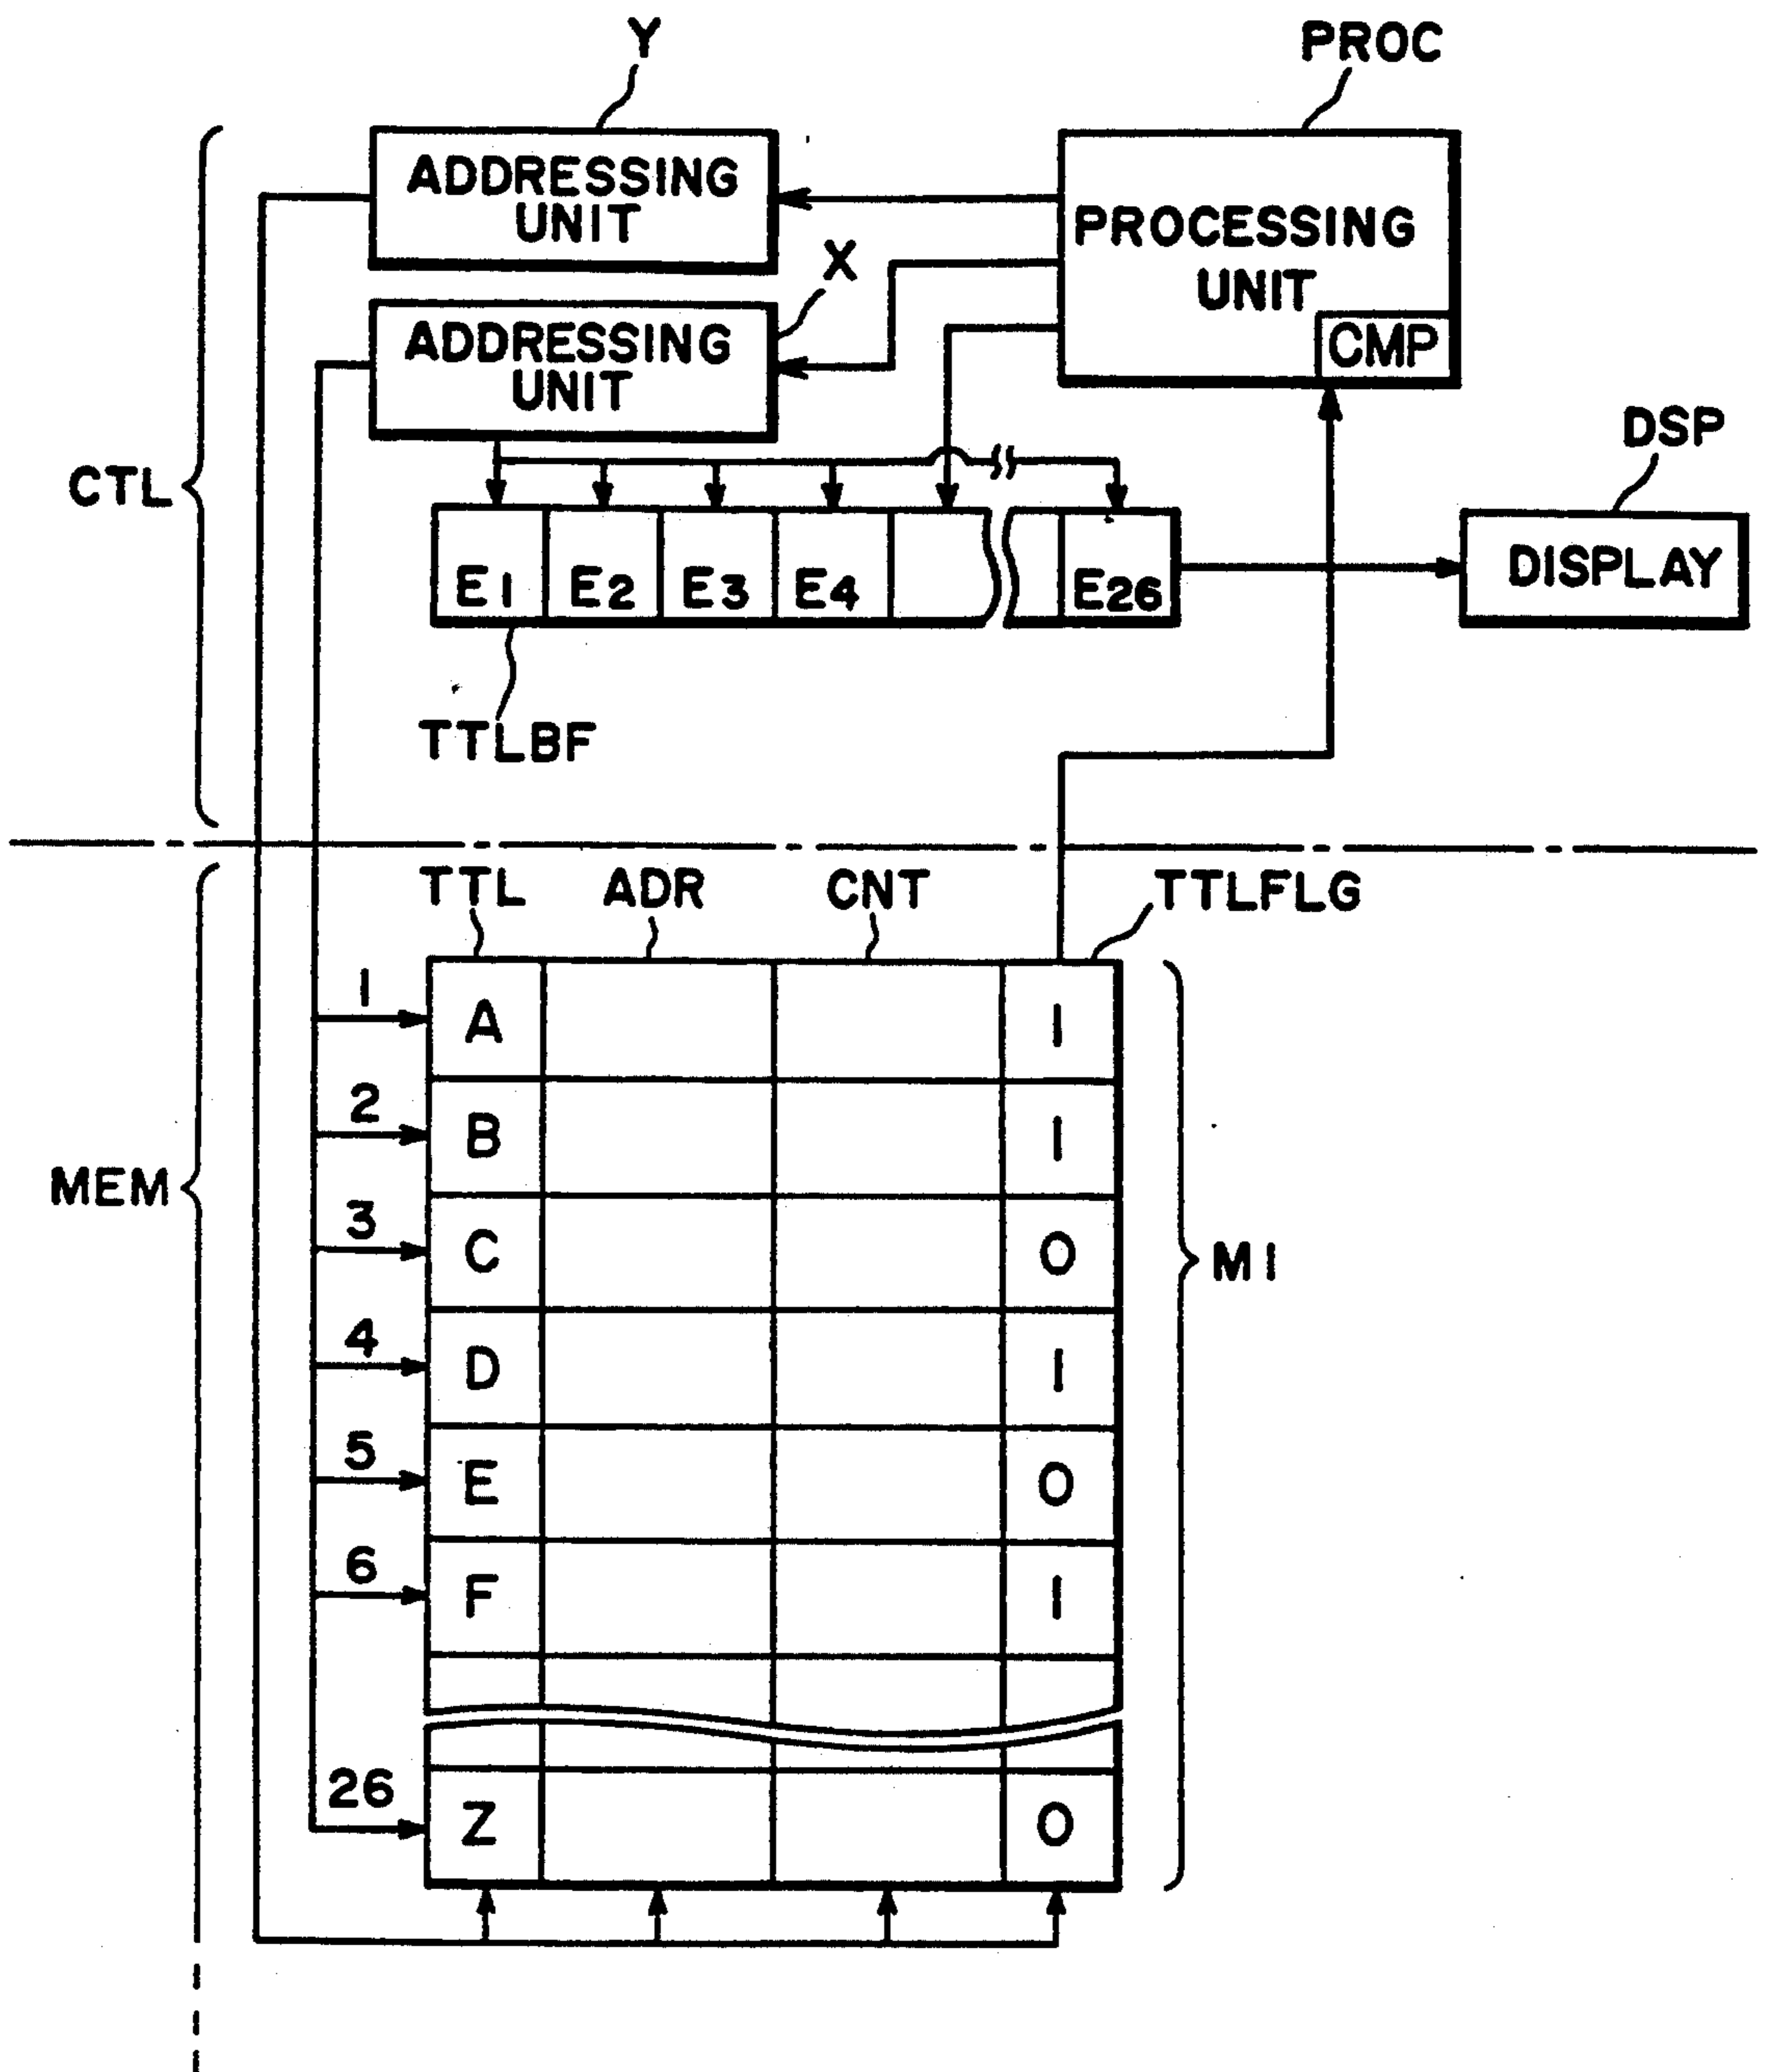 Y
PROC
ADDRESSING
UNIT
PROCESSING
UNIT
X
ADDRESSING
UNIT
CMP
DSP
CTL
E1 E2 E3 E4 E26
DISPLAY
TTLBF
TTL ADR CNT TTLFLG
1 A 1
2 B 1
MEM
3 C 0
M1
4 D 1
5 E 0
6 F 1
26 Z 0